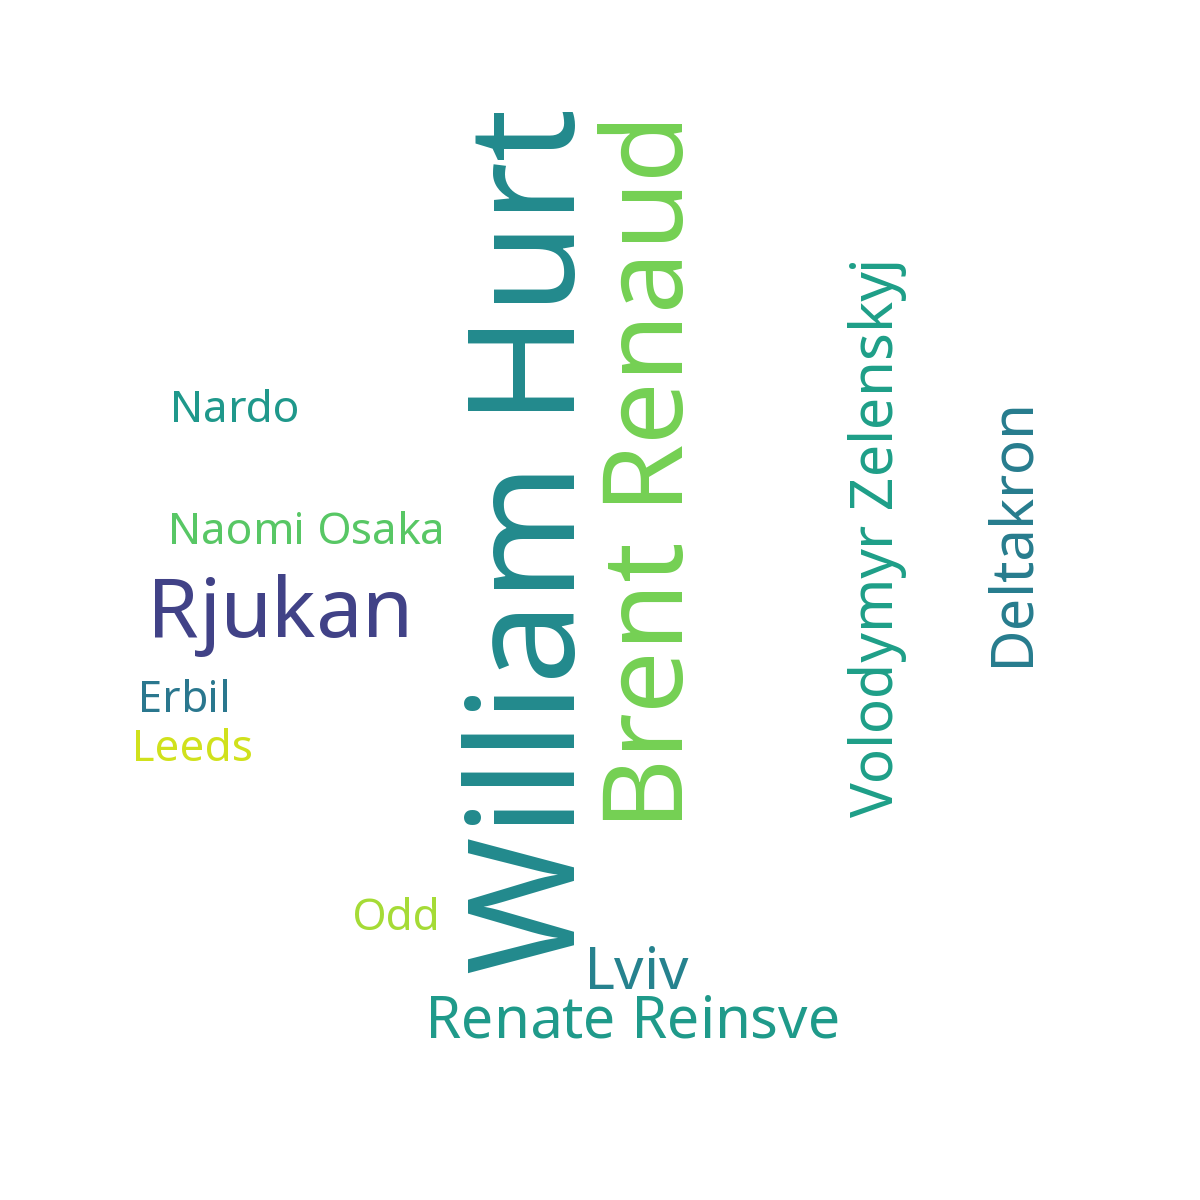 William Hurt
Brent Renaud
Volodymyr Zelenskyj
Deltakron
Nardo
Naomi Osaka
Rjukan
Erbil
Leeds
Odd
Lviv
Renate Reinsve